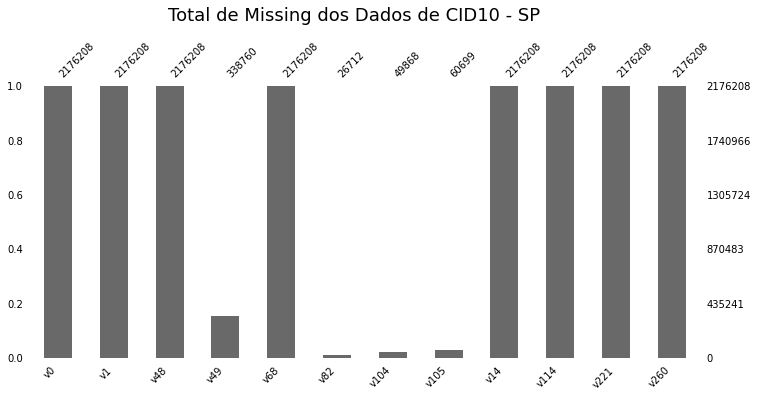 Total de Missing dos Dados de CID10 - SP
2176208 2176208 2176208 338760 2176208 26712 49868 60699 2176208 2176208 2176208 2176208
1.0 2176208
0.8 1740966
0.6 1305724
0.4 870483
0.2 435241
0.0 0
v0 v1 v48 v49 v68 v82 v104 v105 v14 v114 v221 v260